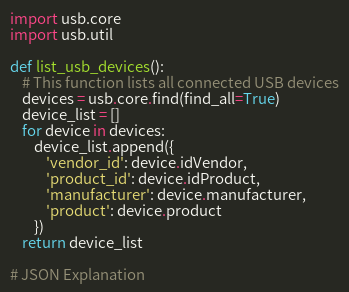 import usb.core
import usb.util

def list_usb_devices():
    # This function lists all connected USB devices
    devices = usb.core.find(find_all=True)
    device_list = []
    for device in devices:
        device_list.append({
            'vendor_id': device.idVendor,
            'product_id': device.idProduct,
            'manufacturer': device.manufacturer,
            'product': device.product
        })
    return device_list

# JSON Explanation